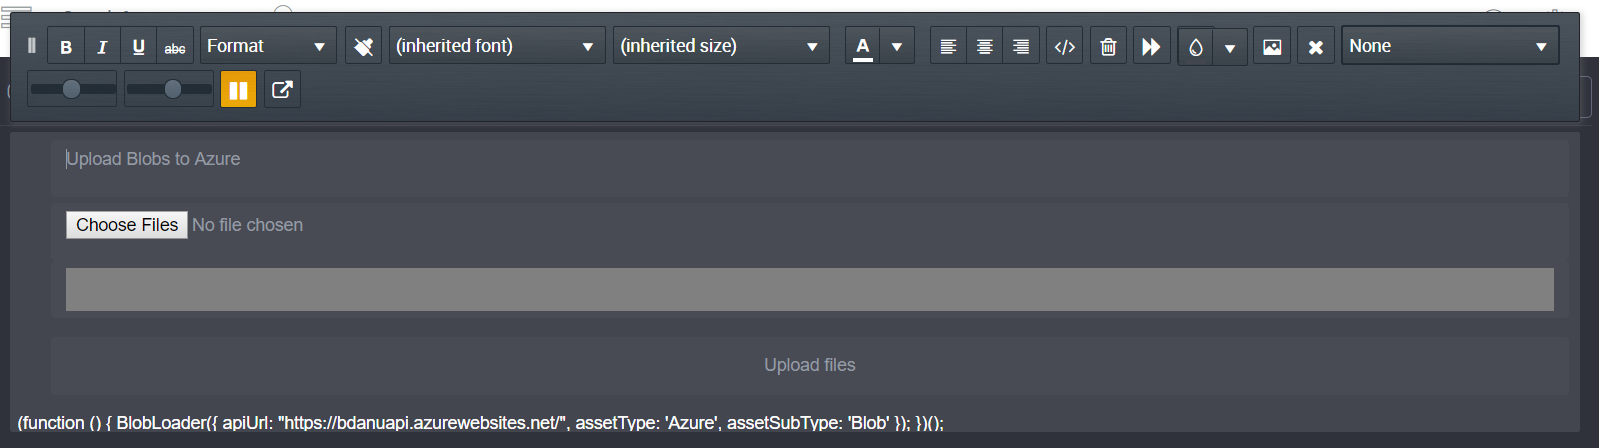 B I U abc Format (inherited font) (inherited size) A </> None
Upload Blobs to Azure
Choose Files No file chosen
Upload files
(function () { BlobLoader({ apiUrl: "https://bdanuapi.azurewebsites.net/", assetType: 'Azure', assetSubType: 'Blob' }); })();